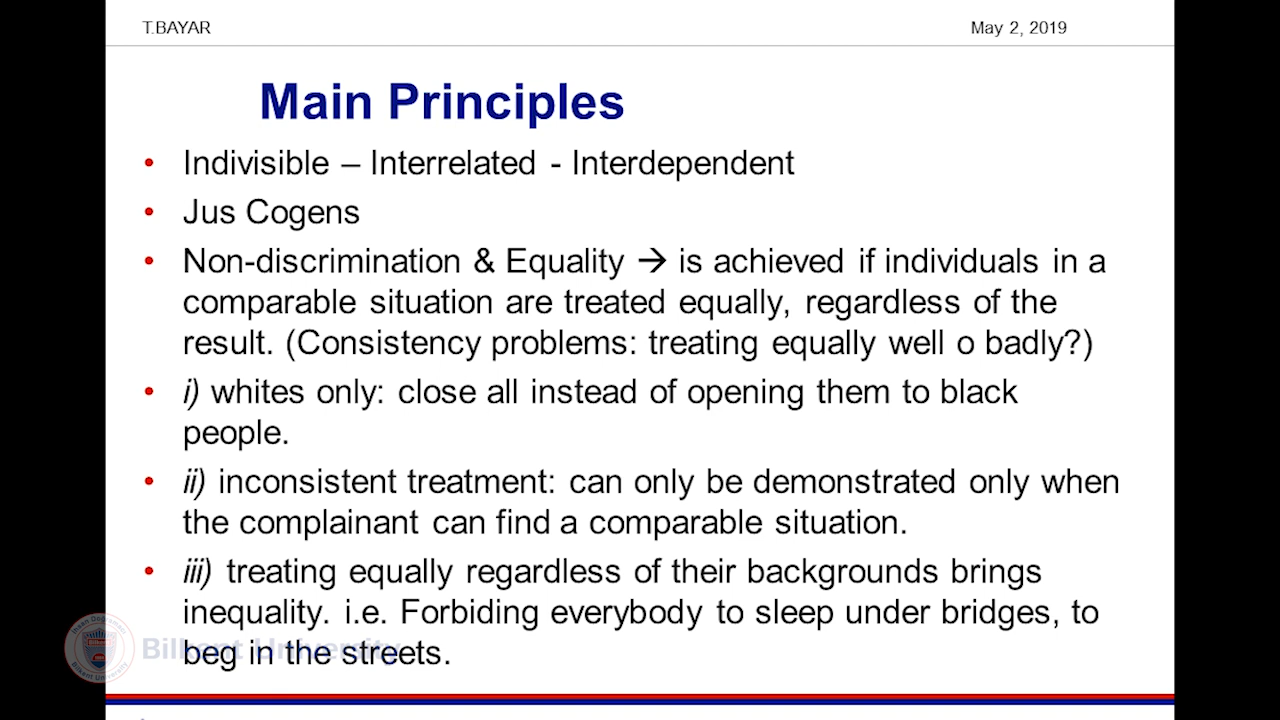 T.BAYAR
May 2, 2019
Main Principles
• Indivisible – Interrelated - Interdependent
• Jus Cogens
• Non-discrimination & Equality → is achieved if individuals in a
comparable situation are treated equally, regardless of the
result. (Consistency problems: treating equally well o badly?)
• i) whites only: close all instead of opening them to black
people.
• ii) inconsistent treatment: can only be demonstrated only when
the complainant can find a comparable situation.
• iii) treating equally regardless of their backgrounds brings
inequality. i.e. Forbiding everybody to sleep under bridges, to
beg in the streets.
Bilkent University